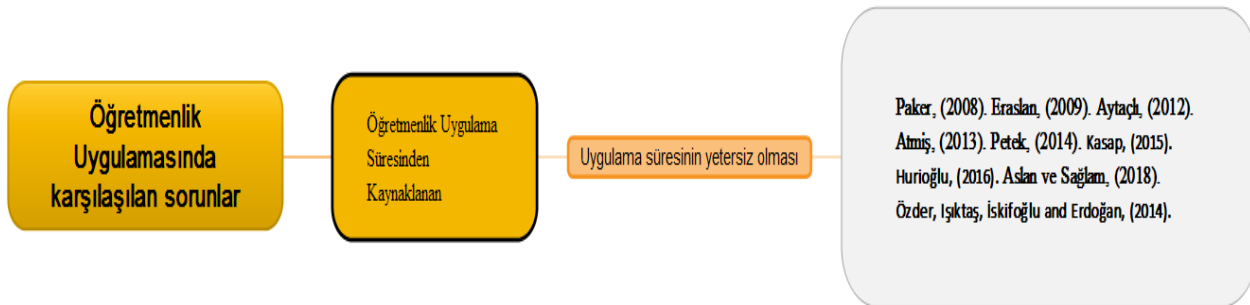 Öğretmenlik
Uygulamasında
karşılaşılan sorunlar
Öğretmenlik Uygulama
Süresinden
Kaynaklanan
Uygulama süresinin yetersiz olması
Paker, (2008). Eraslan, (2009). Aytaçlı, (2012).
Atmiş, (2013). Petek, (2014). Kasap, (2015).
Hurioğlu, (2016). Aslan ve Sağlam, (2018).
Özder, Işıktaş, İskifoğlu and Erdoğan, (2014).